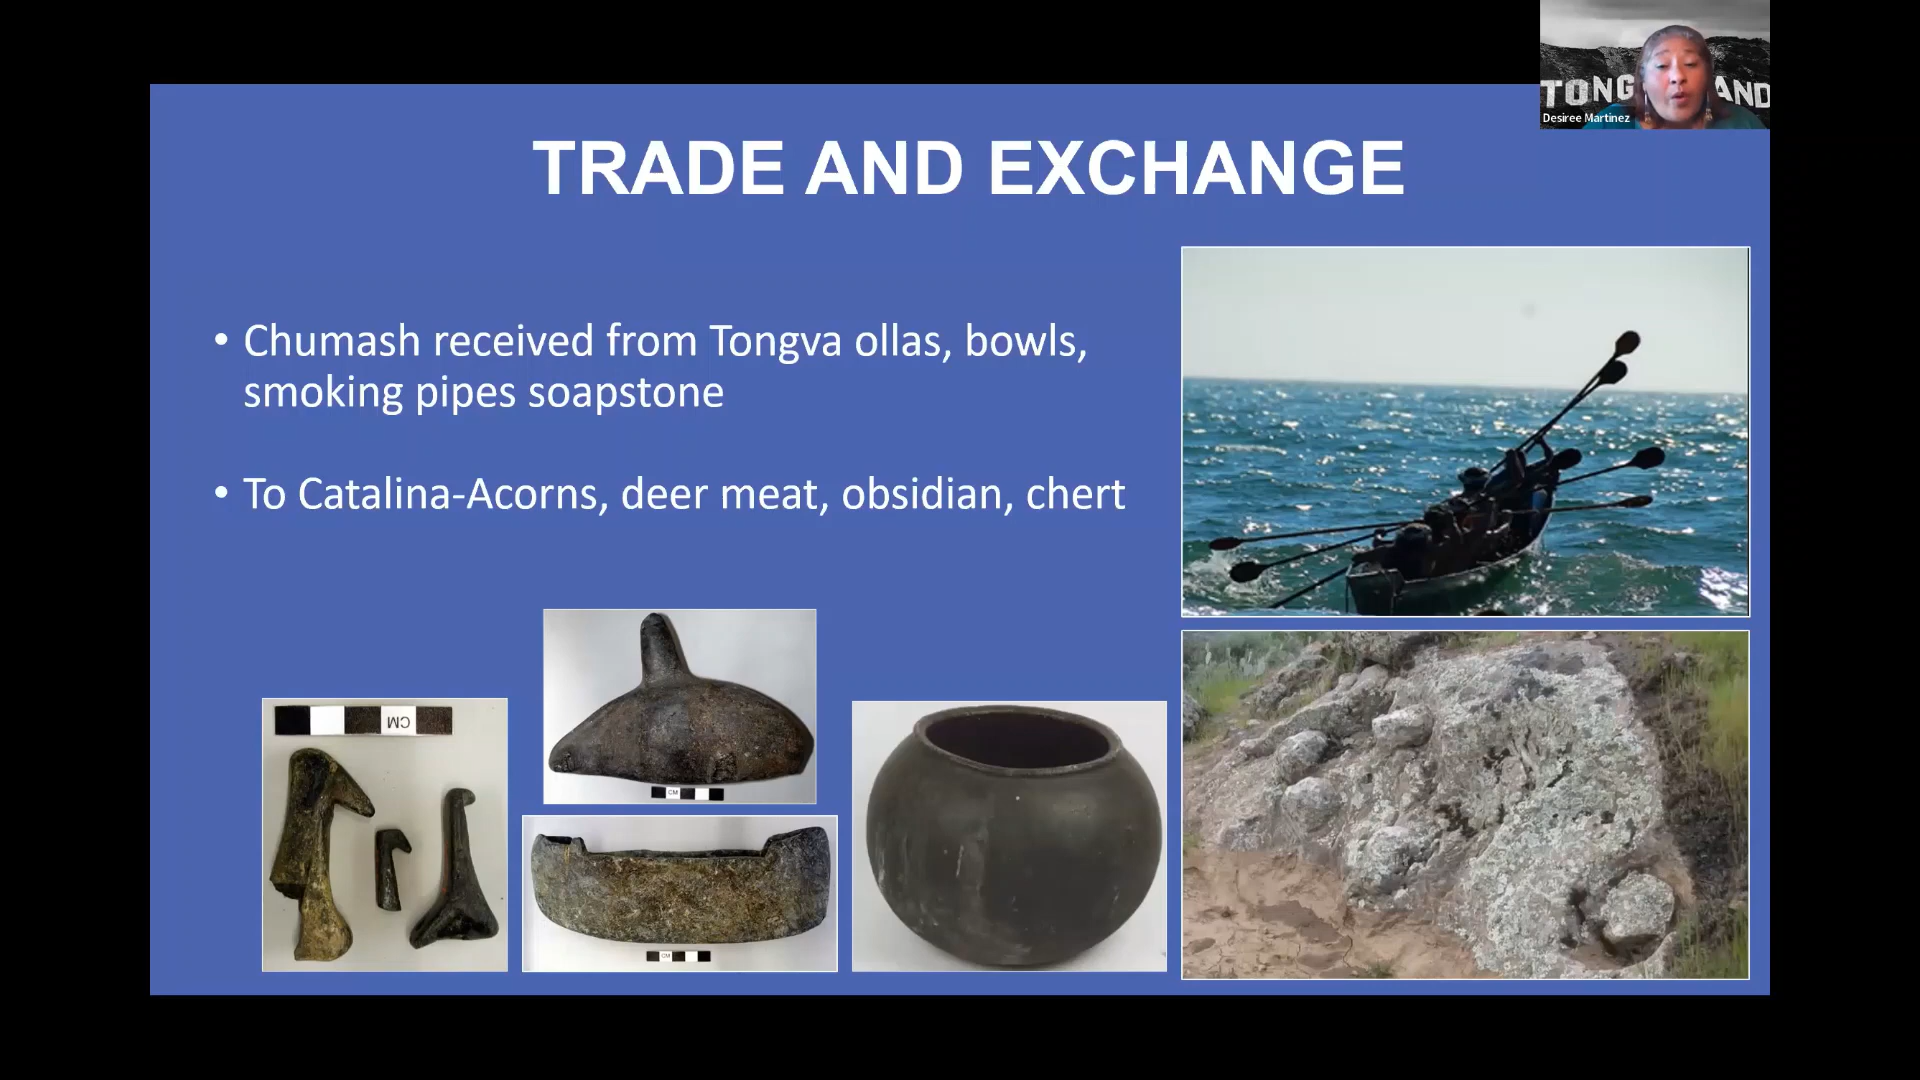 TONG AND
Desiree Martinez
TRADE AND EXCHANGE
• Chumash received from Tongva ollas, bowls,
smoking pipes soapstone
• To Catalina-Acorns, deer meat, obsidian, chert
CM
CM
CM